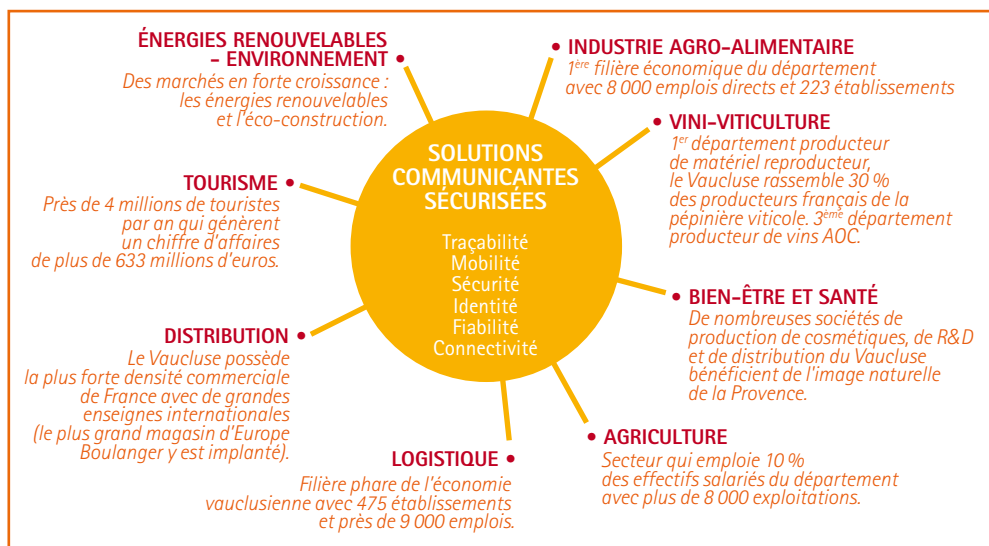 ÉNERGIES RENOUVELABLES
- ENVIRONNEMENT •
Des marchés en forte croissance :
les énergies renouvelables
et l'éco-construction.
• INDUSTRIE AGRO-ALIMENTAIRE
1ère filière économique du département
avec 8 000 emplois directs et 223 établissements
• VINI-VITICULTURE
1er département producteur
de matériel reproducteur,
le Vaucluse rassemble 30 %
des producteurs français de la
pépinière viticole. 3ème département
producteur de vins AOC.
SOLUTIONS
COMMUNICANTES
SÉCURISÉES
Traçabilité
Mobilité
Sécurité
Identité
Fiabilité
Connectivité
TOURISME •
Près de 4 millions de touristes
par an qui génèrent
un chiffre d'affaires
de plus de 633 millions d'euros.
• BIEN-ÊTRE ET SANTÉ
De nombreuses sociétés de
production de cosmétiques, de R&D
et de distribution du Vaucluse
bénéficient de l'image naturelle
de la Provence.
DISTRIBUTION •
Le Vaucluse possède
la plus forte densité commerciale
de France avec de grandes
enseignes internationales
(le plus grand magasin d'Europe
Boulanger y est implanté).
• AGRICULTURE
Secteur qui emploie 10 %
des effectifs salariés du département
avec plus de 8 000 exploitations.
LOGISTIQUE •
Filière phare de l'économie
vauclusienne avec 475 établissements
et près de 9 000 emplois.